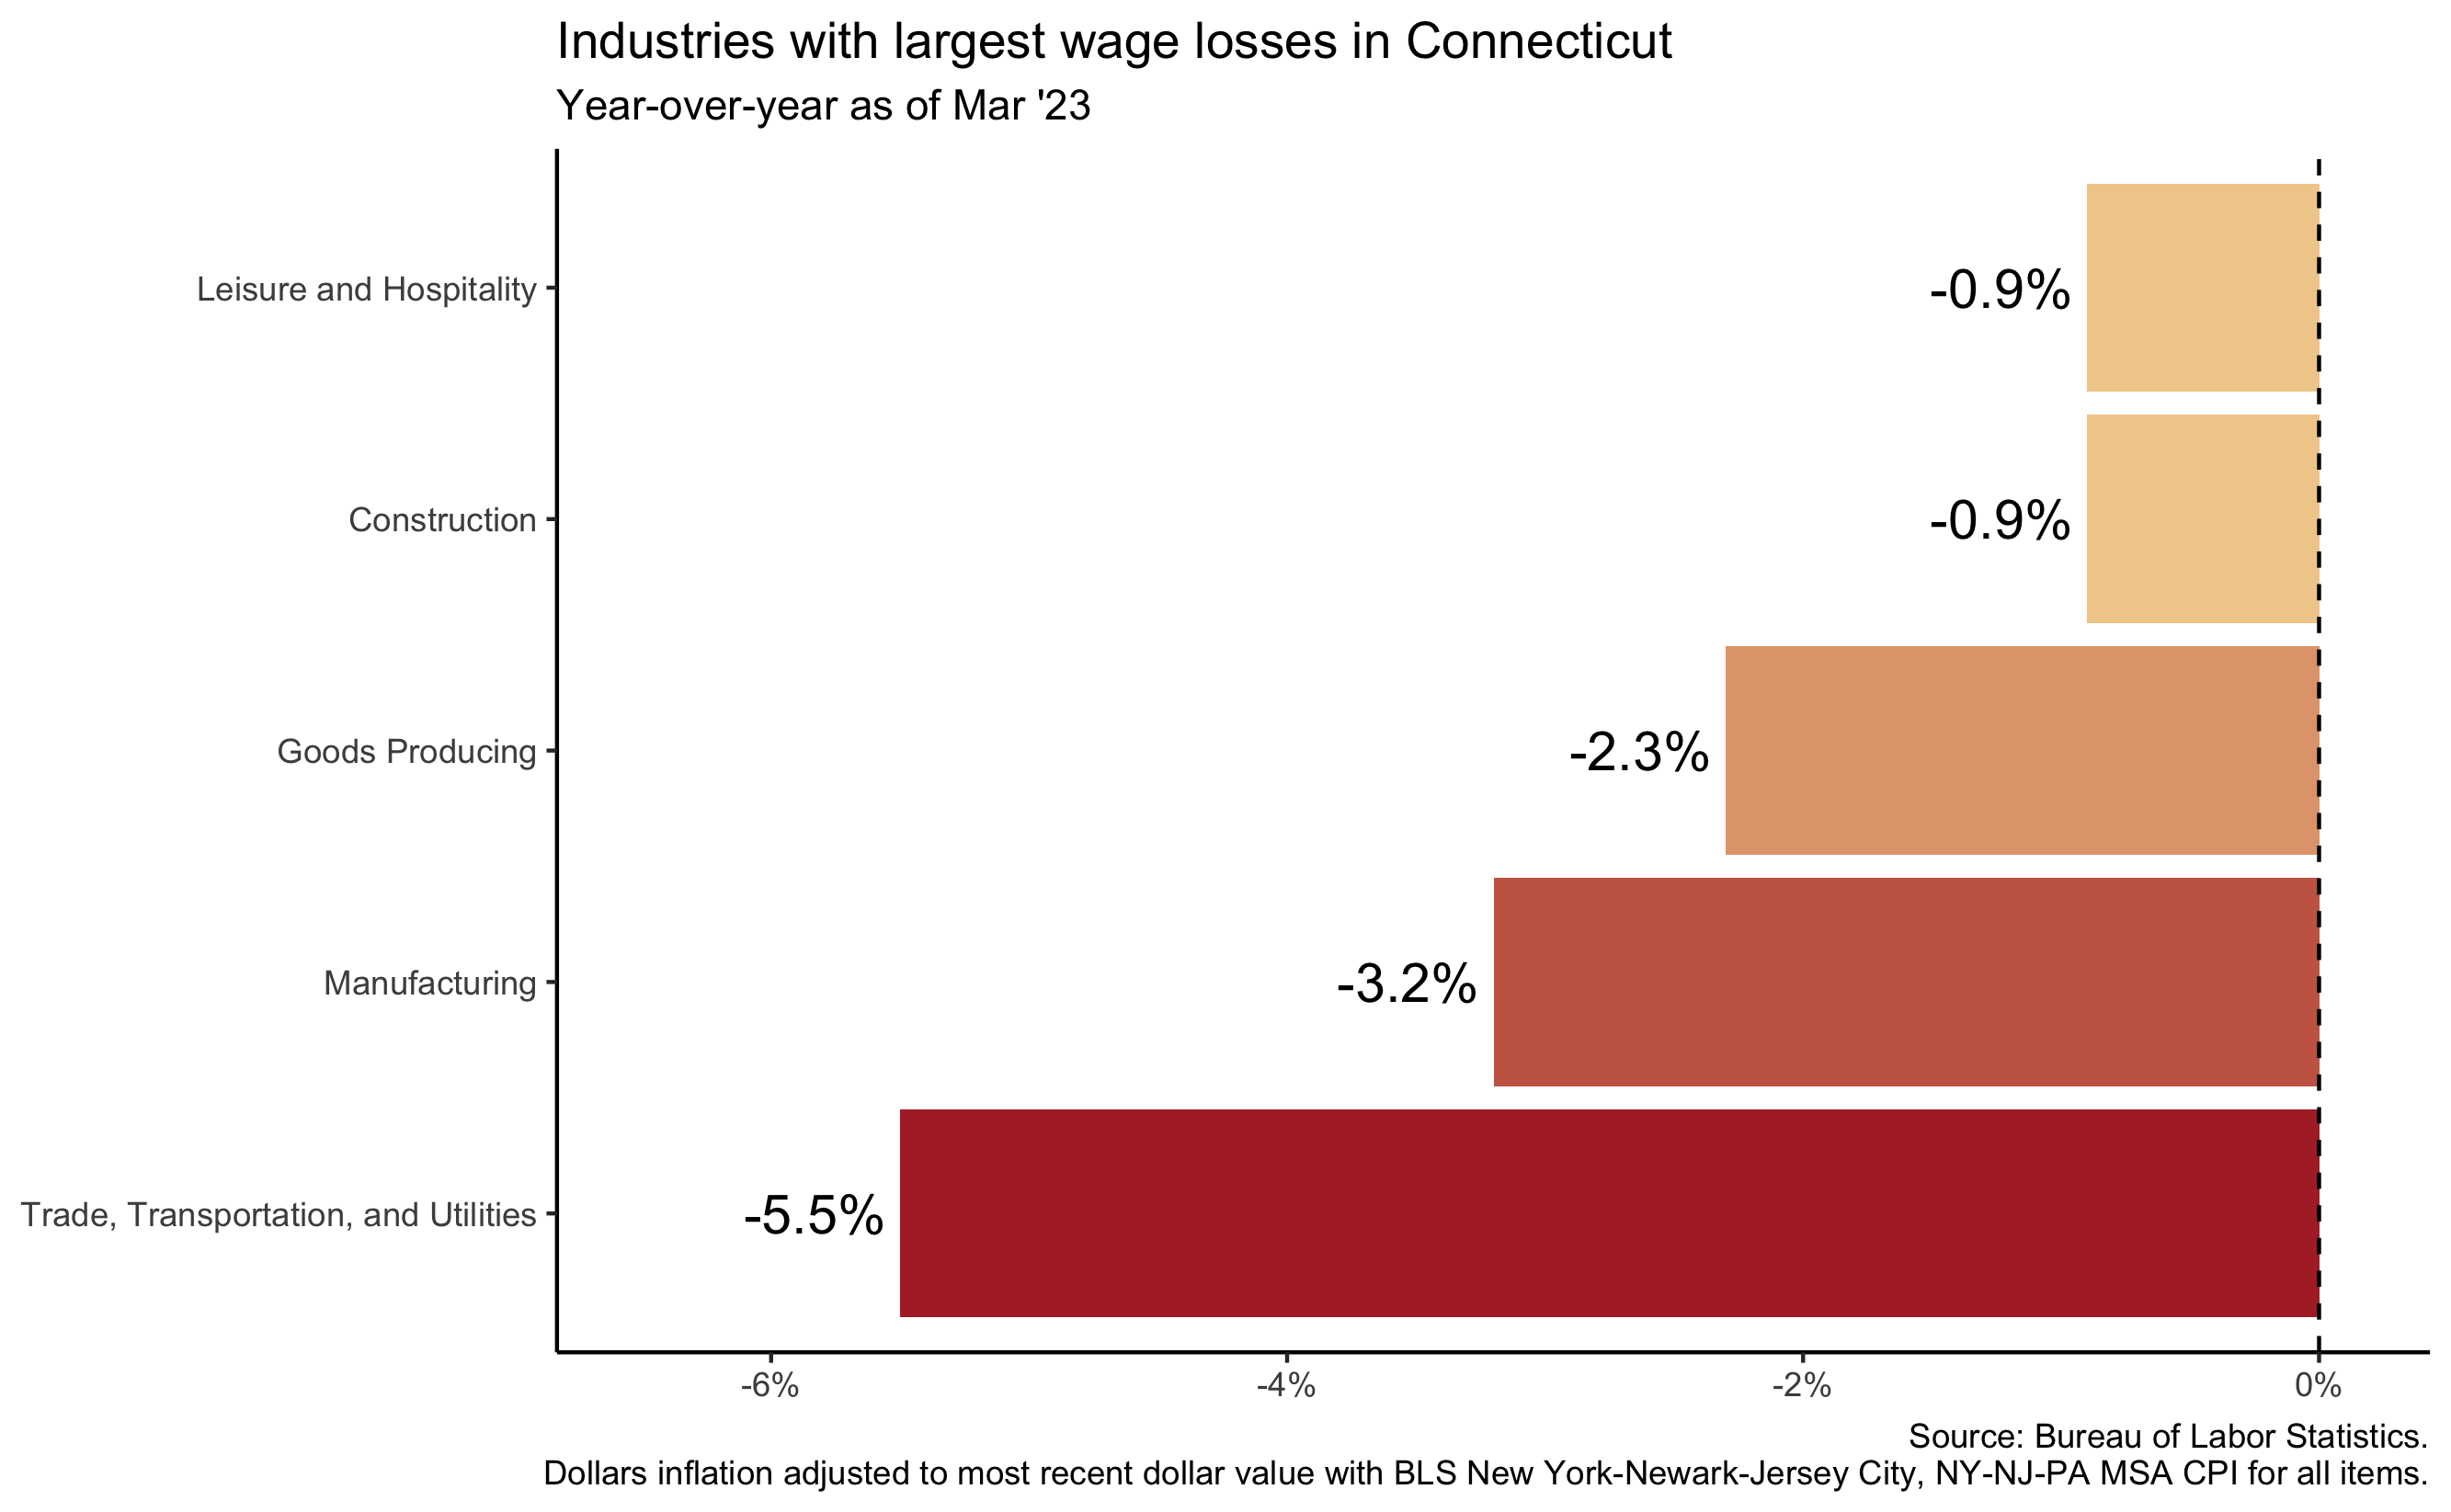 Industries with largest wage losses in Connecticut
Year-over-year as of Mar '23
Leisure and Hospitality
-0.9%
Construction
-0.9%
Goods Producing
-2.3%
Manufacturing
-3.2%
Trade, Transportation, and Utilities
-5.5%
-6%
-4%
-2%
0%
Source: Bureau of Labor Statistics.
Dollars inflation adjusted to most recent dollar value with BLS New York-Newark-Jersey City, NY-NJ-PA MSA CPI for all items.